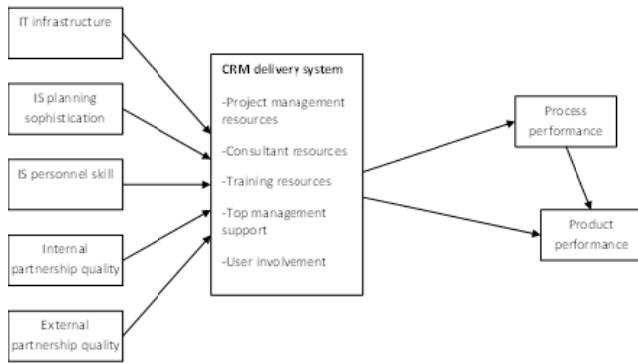 IT infrastructure
IS planning
sophistication
IS personnel skill
Internal
partnership quality
External
partnership quality
CRM delivery system
-Project management
resources
-Consultant resources
-Training resources
-Top management
support
-User involvement
Process
performance
Product
performance